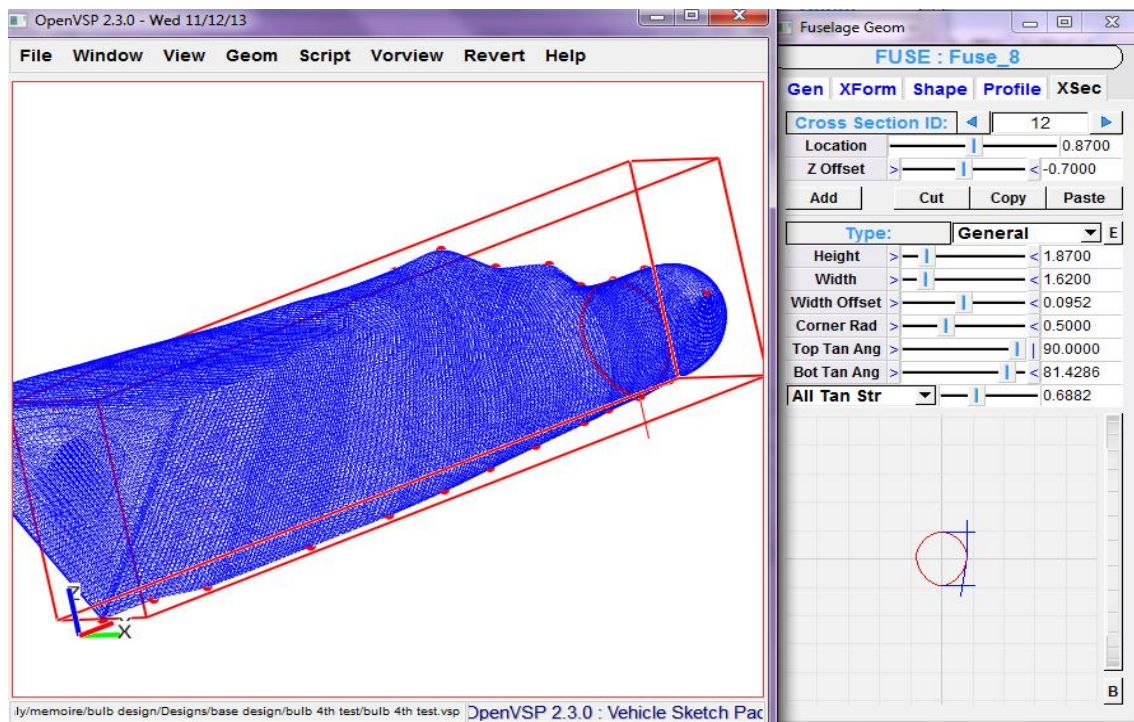 OpenVSP 2.3.0 - Wed 11/12/13
File Window View Geom Script Vorview Revert Help
Z
X
ly/memoire/bulb design/Designs/base design/bulb 4th test/bulb 4th test.vsp
OpenVSP 2.3.0 : Vehicle Sketch Pad
Fuselage Geom
FUSE : Fuse_8
Gen XForm Shape Profile XSec
Cross Section ID: 12
Location 0.8700
Z Offset > < -0.7000
Add Cut Copy Paste
Type: General E
Height > < 1.8700
Width > < 1.6200
Width Offset > < 0.0952
Corner Rad > < 0.5000
Top Tan Ang > | 90.0000
Bot Tan Ang > < 81.4286
All Tan Str 0.6882
B